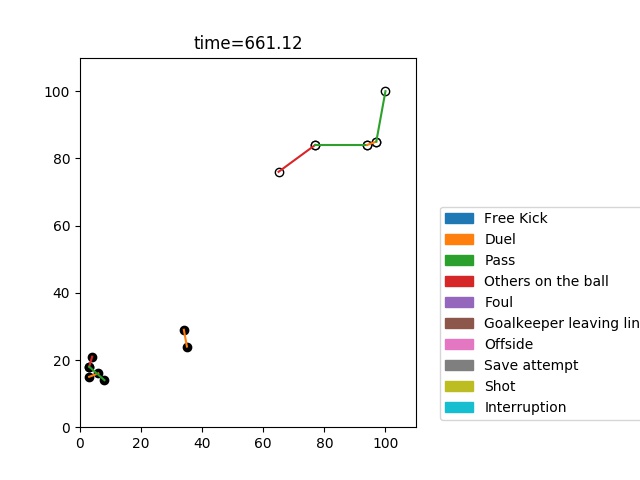 time=661.12
100
80
60
40
20
0
0 20 40 60 80 100
Free Kick
Duel
Pass
Others on the ball
Foul
Goalkeeper leaving lin
Offside
Save attempt
Shot
Interruption